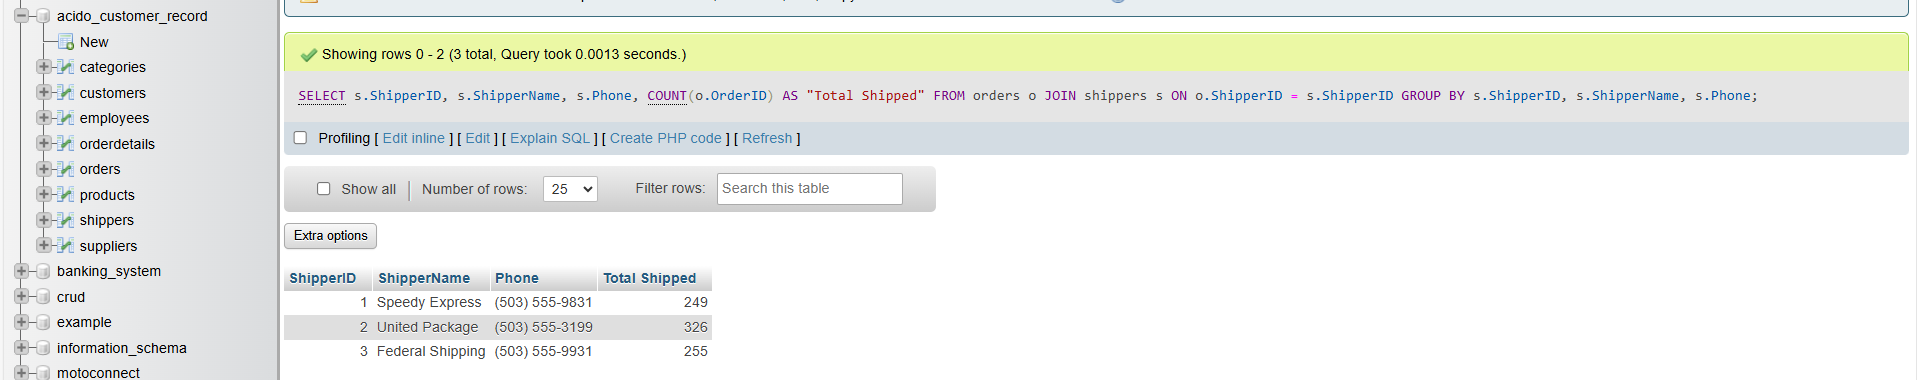 acido_customer_record
New
categories
customers
employees
orderdetails
orders
products
shippers
suppliers
banking_system
crud
example
information_schema
motoconnect
Showing rows 0 - 2 (3 total, Query took 0.0013 seconds.)
SELECT s.ShipperID, s.ShipperName, s.Phone, COUNT(o.OrderID) AS "Total Shipped" FROM orders o JOIN shippers s ON o.ShipperID = s.ShipperID GROUP BY s.ShipperID, s.ShipperName, s.Phone;
Profiling [ Edit inline ] [ Edit ] [ Explain SQL ] [ Create PHP code ] [ Refresh ]
Show all Number of rows: 25 Filter rows: Search this table
Extra options
ShipperID ShipperName Phone Total Shipped
1 Speedy Express (503) 555-9831 249
2 United Package (503) 555-3199 326
3 Federal Shipping (503) 555-9931 255